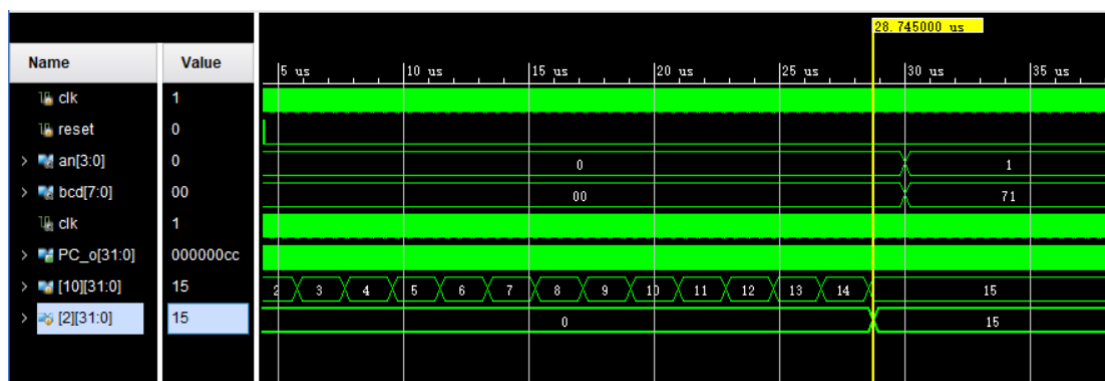 28.745000 us
Name Value
5 us 10 us 15 us 20 us 25 us 30 us 35 us
clk 1
reset 0
an[3:0] 0 0 1
bcd[7:0] 00 00 71
clk 1
PC_o[31:0] 000000cc
[10][31:0] 15 2 3 4 5 6 7 8 9 10 11 12 13 14 15
[2][31:0] 15 0 15